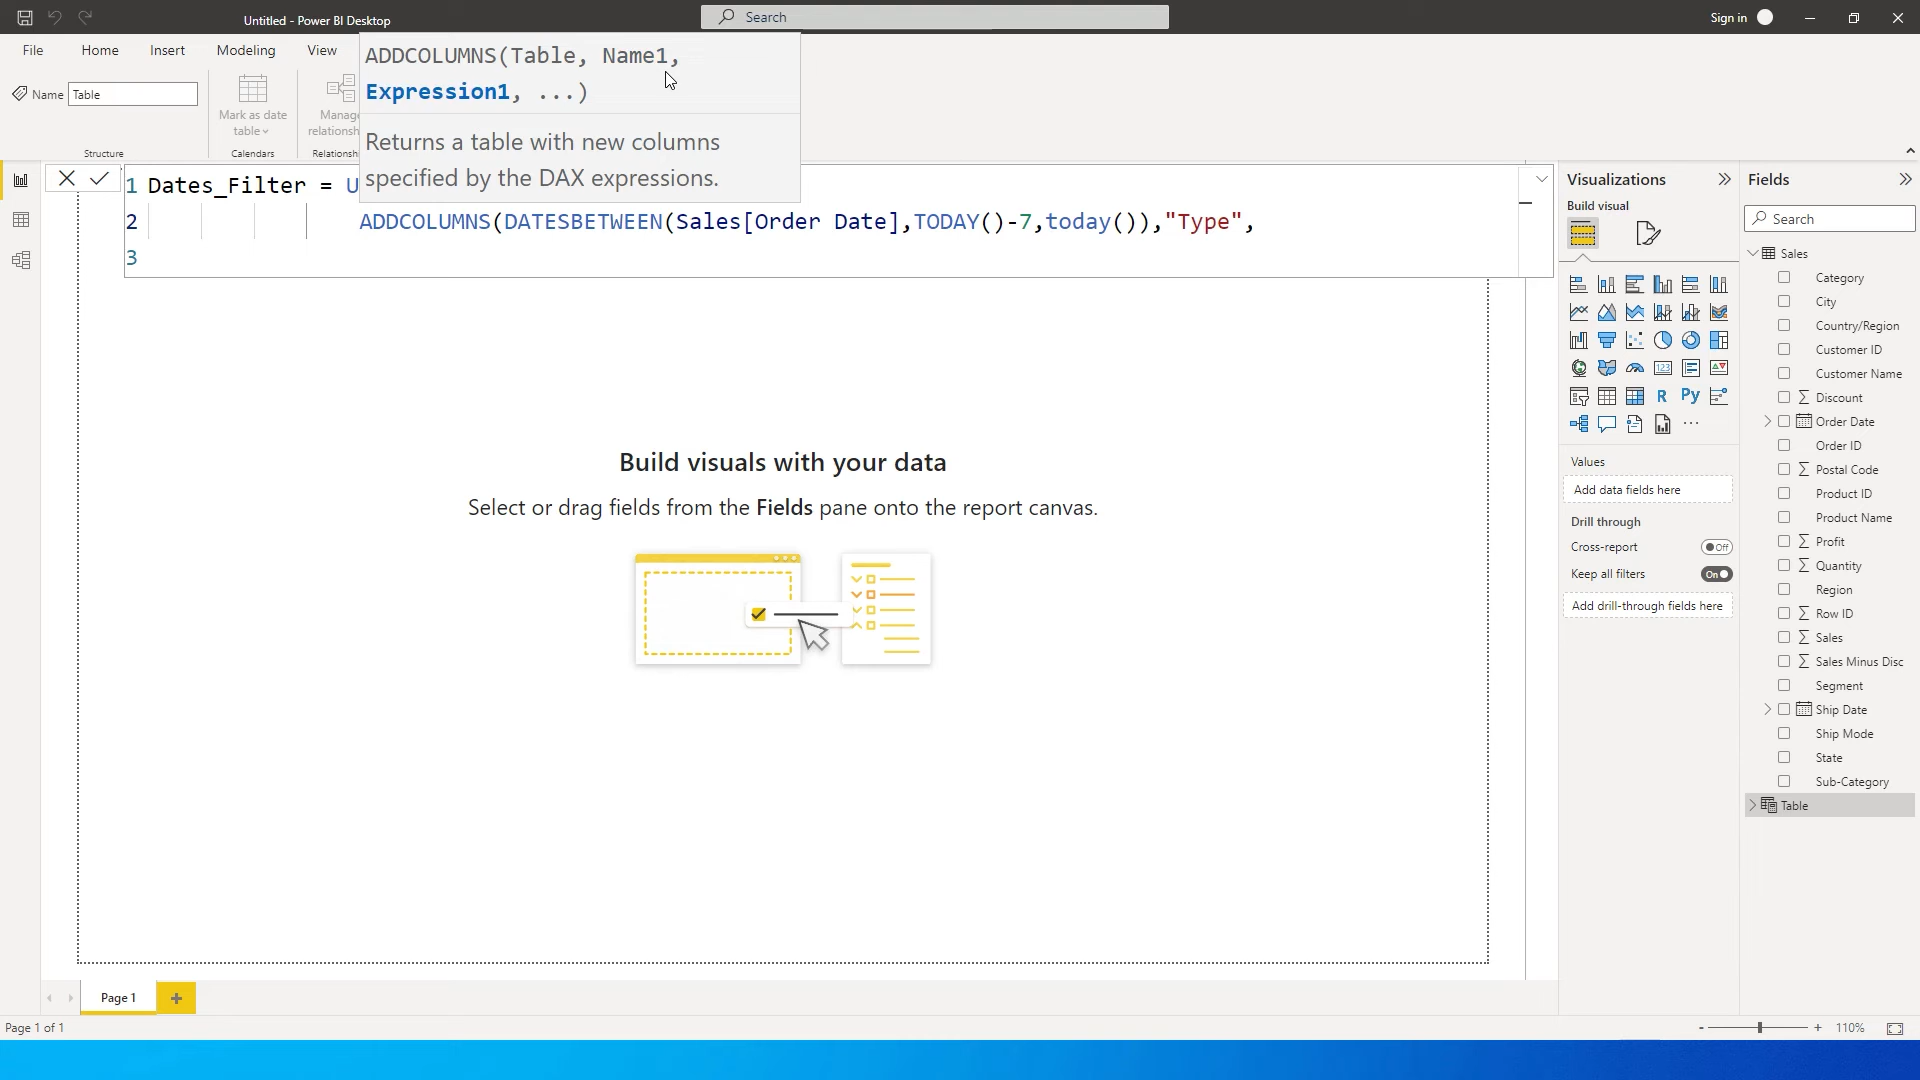 Untitled - Power BI Desktop
Search
Sign in
File
Home
Insert
Modeling
View
ADDCOLUMNS(Table, Name1,
Expression1, ...)
Returns a table with new columns
specified by the DAX expressions.
Name
Table
Mark as date
table
Manage
relationsh
Structure
Calendars
Relationsh
1 Dates_Filter = U
2 ADDCOLUMNS(DATESBETWEEN(Sales[Order Date],TODAY()-7,today()),"Type",
3
Build visuals with your data
Select or drag fields from the Fields pane onto the report canvas.
Visualizations
Build visual
123
R
Py
...
Values
Add data fields here
Drill through
Cross-report
Off
Keep all filters
On
Add drill-through fields here
Fields
Search
Sales
Category
City
Country/Region
Customer ID
Customer Name
Discount
Order Date
Order ID
Postal Code
Product ID
Product Name
Profit
Quantity
Region
Row ID
Sales
Sales Minus Disc
Segment
Ship Date
Ship Mode
State
Sub-Category
Table
Page 1
Page 1 of 1
- + 110%